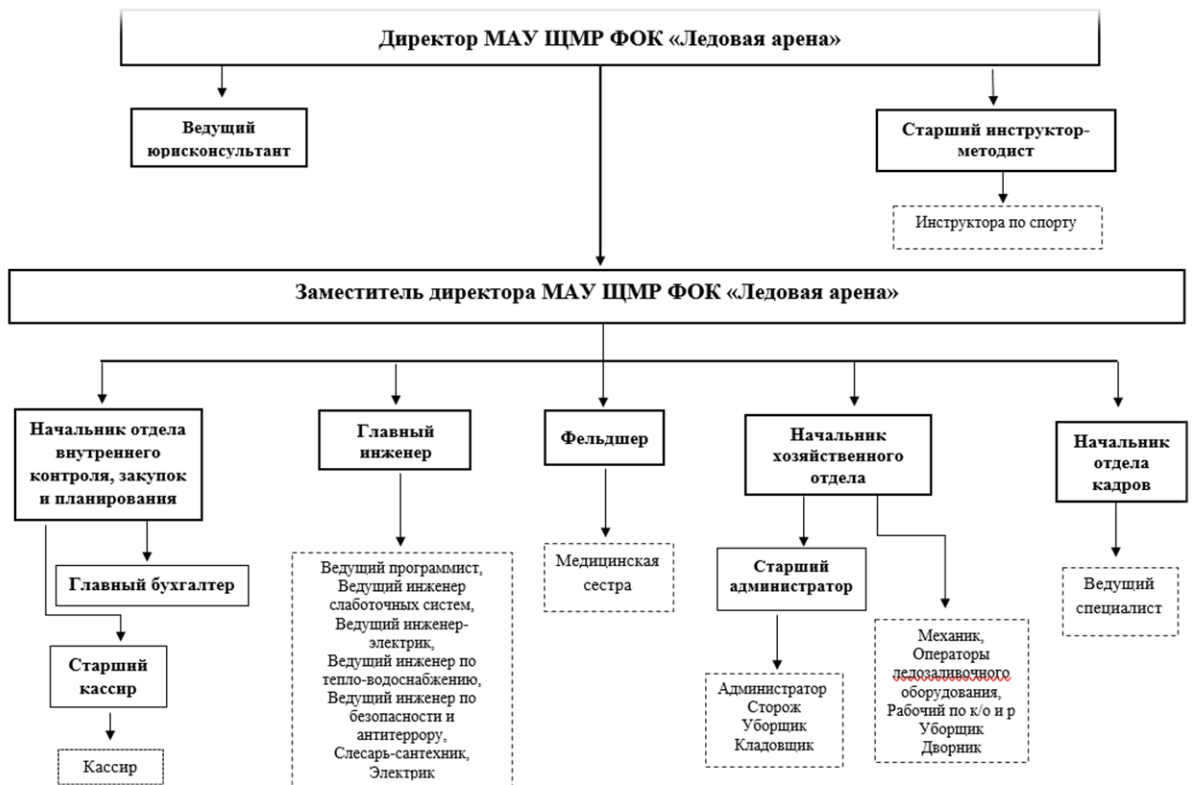 Директор МАУ ЩМР ФОК «Ледовая арена»
Ведущий
юрисконсультант
Старший инструктор-
методист
Инструктора по спорту
Заместитель директора МАУ ЩМР ФОК «Ледовая арена»
Начальник отдела
внутреннего
контроля, закупок
и планирования
Главный бухгалтер
Старший
кассир
Кассир
Главный
инженер
Ведущий программист,
Ведущий инженер
слаботочных систем,
Ведущий инженер-
электрик,
Ведущий инженер по
тепло-водоснабжению,
Ведущий инженер по
безопасности и
антитеррору,
Слесарь-сантехник,
Электрик
Фельдшер
Медицинская
сестра
Начальник
хозяйственного
отдела
Старший
администратор
Администратор
Сторож
Уборщик
Кладовщик
Механик,
Операторы
ледозаливочного
оборудования,
Рабочий по к/о и р
Уборщик
Дворник
Начальник
отдела
кадров
Ведущий
специалист